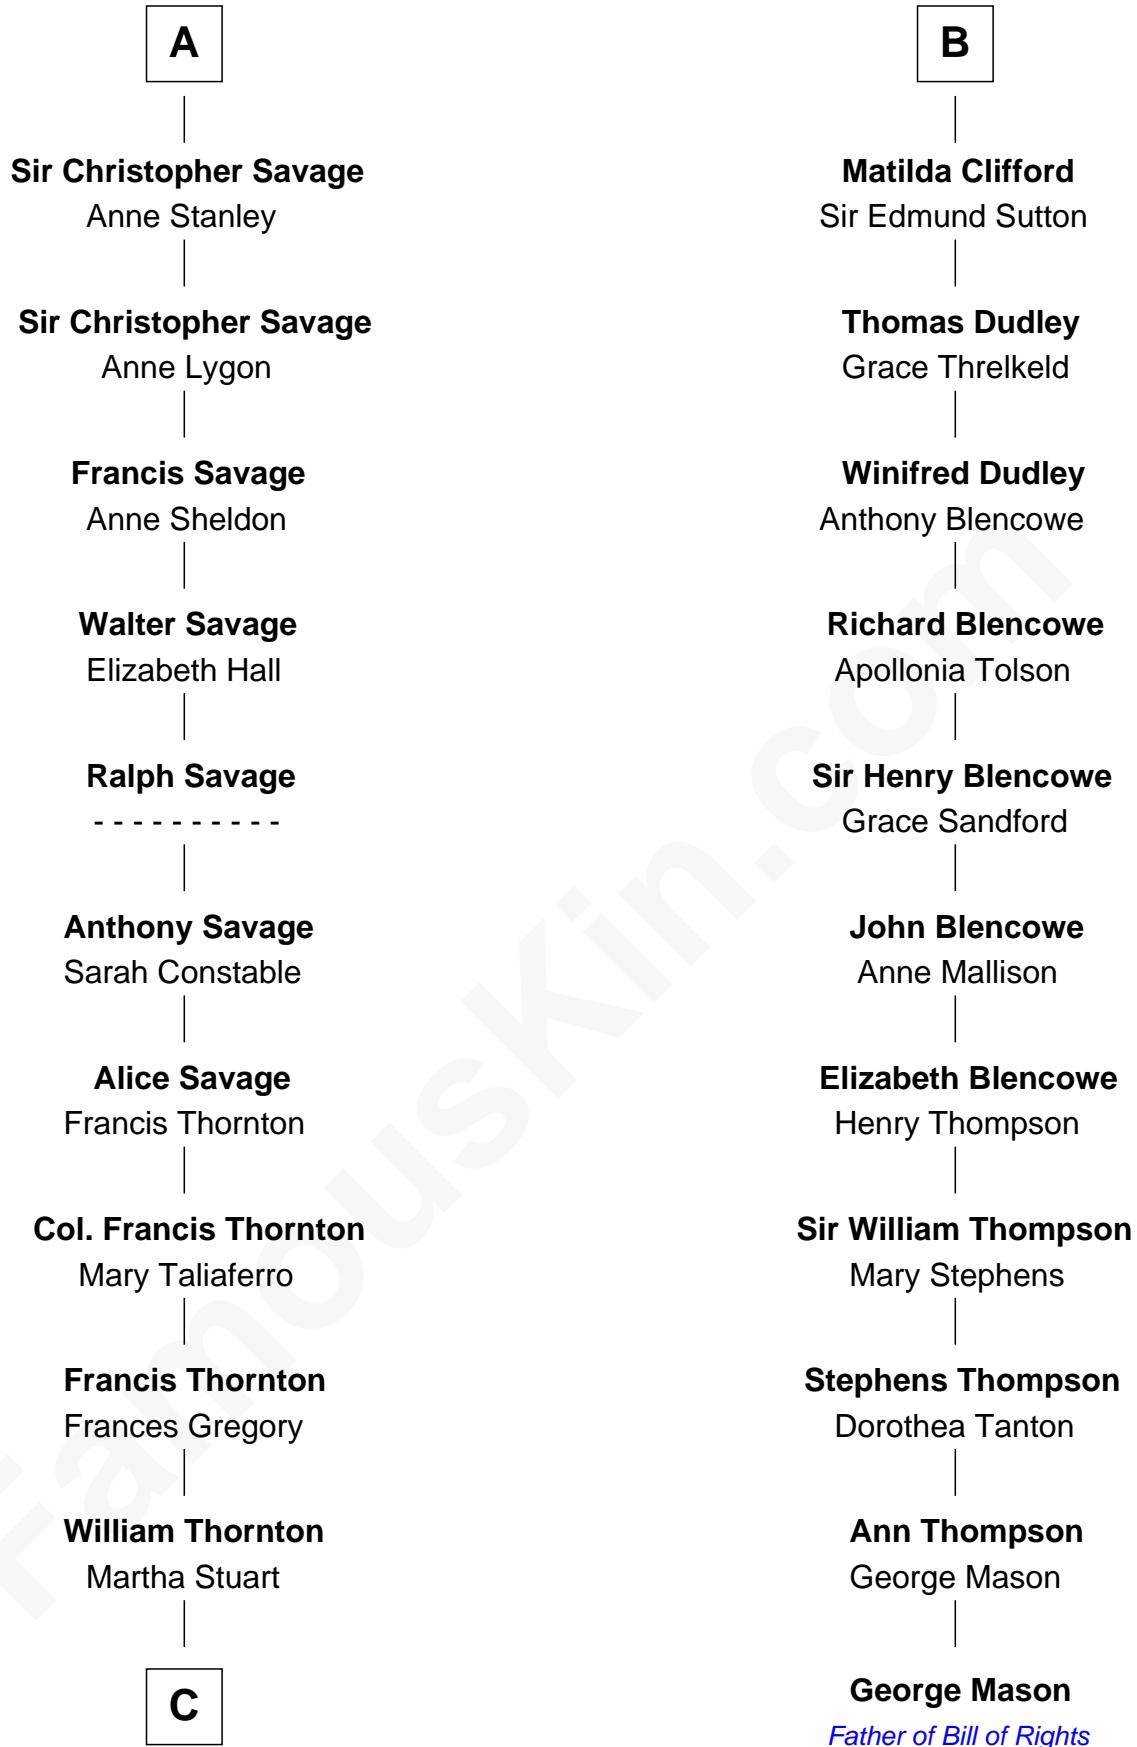 A
Sir Christopher Savage
Anne Stanley
Sir Christopher Savage
Anne Lygon
Francis Savage
Anne Sheldon
Walter Savage
Elizabeth Hall
Ralph Savage
- - - - - - - - - -
Anthony Savage
Sarah Constable
Alice Savage
Francis Thornton
Col. Francis Thornton
Mary Taliaferro
Francis Thornton
Frances Gregory
William Thornton
Martha Stuart
C
B
Matilda Clifford
Sir Edmund Sutton
Thomas Dudley
Grace Threlkeld
Winifred Dudley
Anthony Blencowe
Richard Blencowe
Apollonia Tolson
Sir Henry Blencowe
Grace Sandford
John Blencowe
Anne Mallison
Elizabeth Blencowe
Henry Thompson
Sir William Thompson
Mary Stephens
Stephens Thompson
Dorothea Tanton
Ann Thompson
George Mason
George Mason
Father of Bill of Rights
FamousKin.com